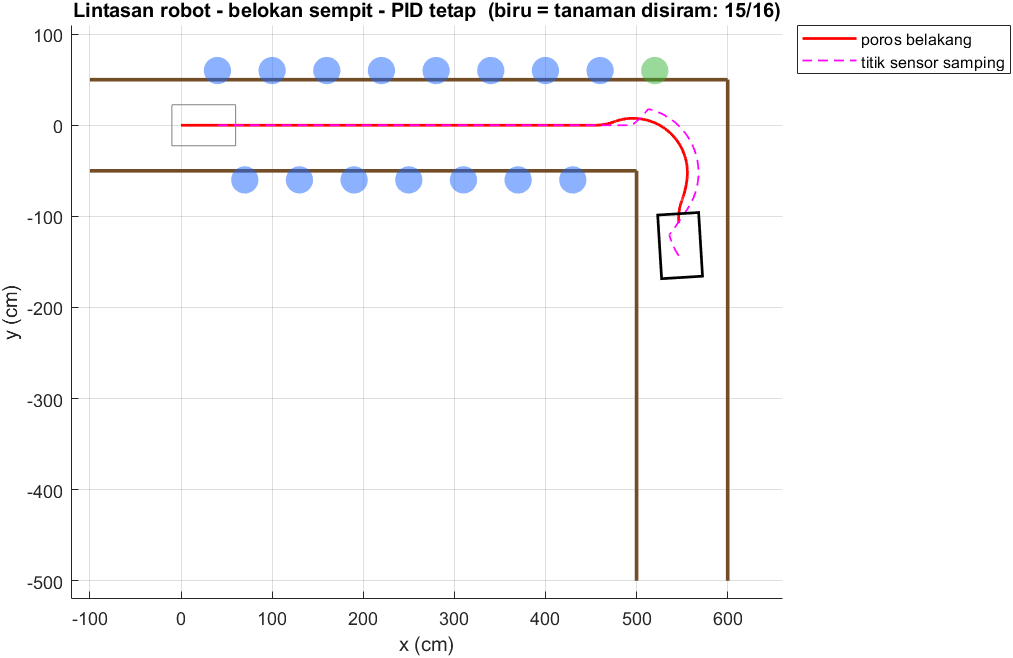 Lintasan robot - belokan sempit - PID tetap  (biru = tanaman disiram: 15/16)
poros belakang
titik sensor samping
100
0
-100
-200
-300
-400
-500
y (cm)
-100 0 100 200 300 400 500 600
x (cm)